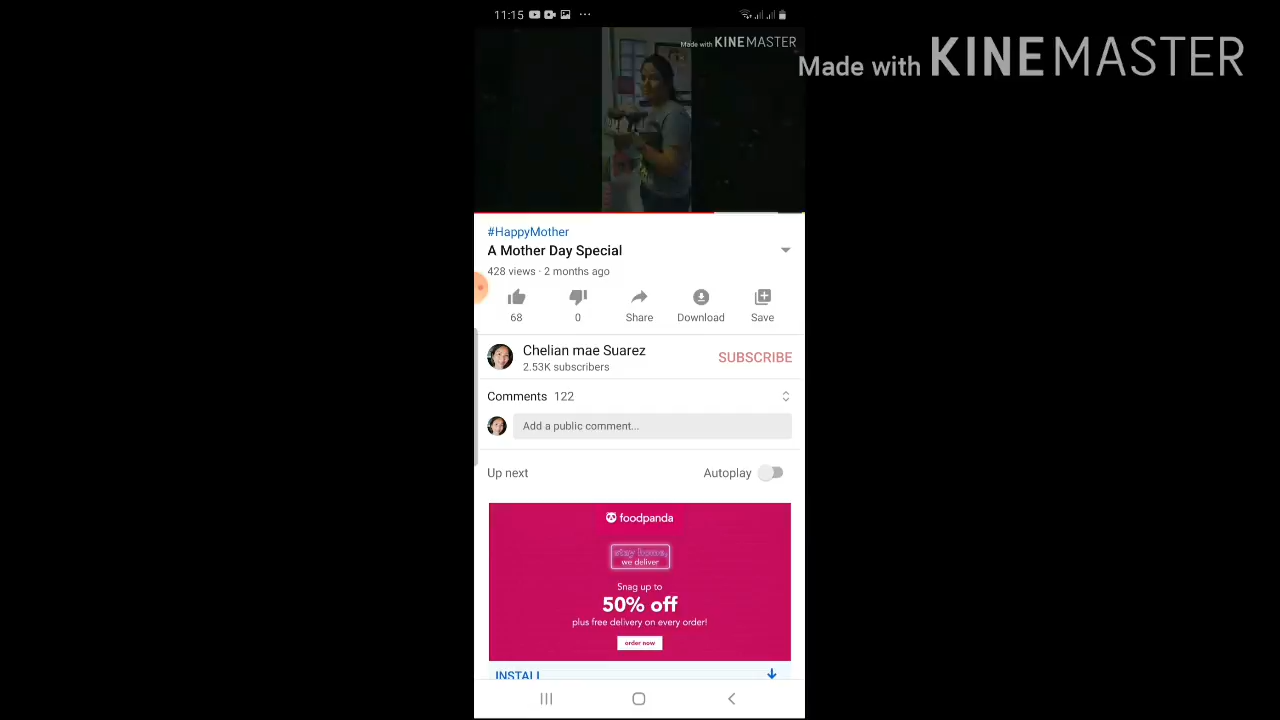 11:15
Made with KINEMASTER
Made with KINEMASTER
#HappyMother
A Mother Day Special
428 views · 2 months ago
68
0
Share
Download
Save
Chelian mae Suarez
2.53K subscribers
SUBSCRIBE
Comments 122
Add a public comment...
Up next
Autoplay
foodpanda
stay home,
we deliver
Snag up to
50% off
plus free delivery on every order!
order now
INSTALL